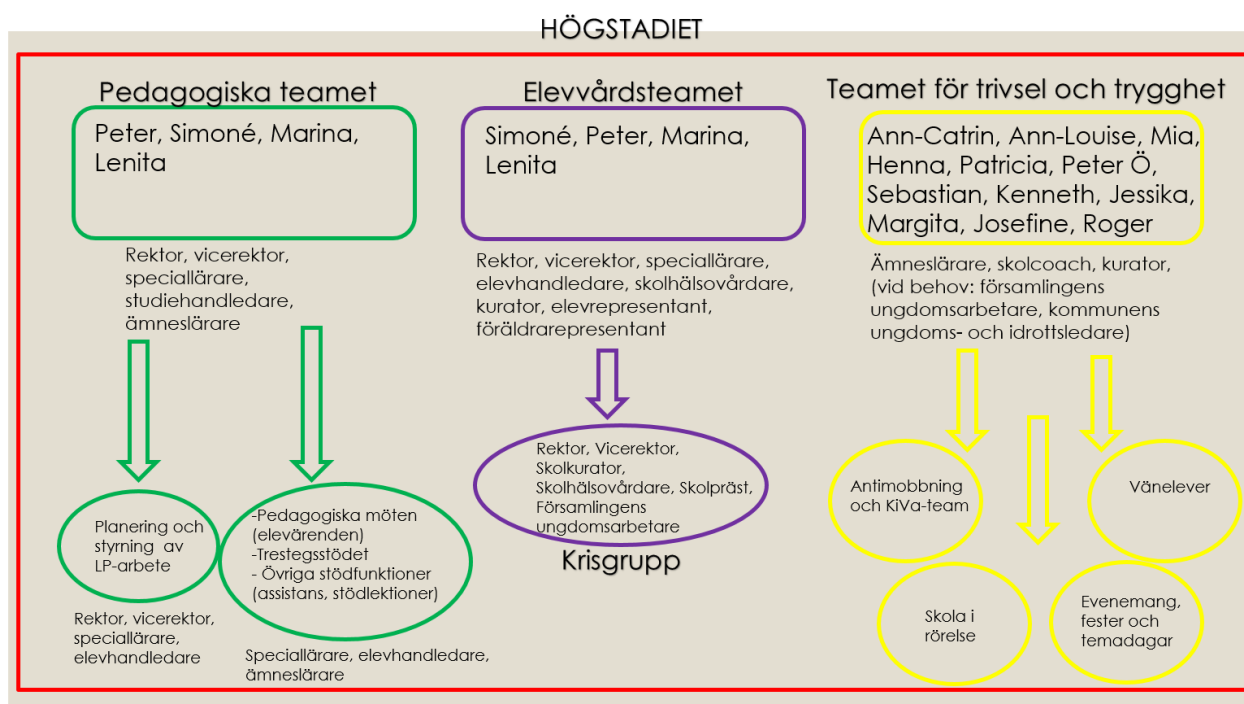 HÖGSTADIET
Pedagogiska teamet
Peter, Simoné, Marina,
Lenita
Rektor, vicerektor,
speciallärare,
studiehandledare,
ämneslärare
Planering och
styrning av
LP-arbete
Rektor, vicerektor,
speciallärare,
elevhandledare
-Pedagogiska möten
(elevärenden)
-Trestegsstödet
- Övriga stödfunktioner
(assistans, stödlektioner)
Speciallärare, elevhandledare,
ämneslärare
Elevvårdsteamet
Simoné, Peter, Marina,
Lenita
Rektor, vicerektor, speciallärare,
elevhandledare, skolhälsovårdare,
kurator, elevrepresentant,
föräldrarepresentant
Rektor, Vicerektor,
Skolkurator,
Skolhälsovårdare, Skolpräst,
Församlingens
ungdomsarbetare
Krisgrupp
Teamet för trivsel och trygghet
Ann-Catrin, Ann-Louise, Mia,
Henna, Patricia, Peter Ö,
Sebastian, Kenneth, Jessika,
Margita, Josefine, Roger
Ämneslärare, skolcoach, kurator,
(vid behov: församlingens
ungdomsarbetare, kommunens
ungdoms- och idrottsledare)
Antimobbning
och KiVa-team
Vänelever
Skola i
rörelse
Evenemang,
fester och
temadagar